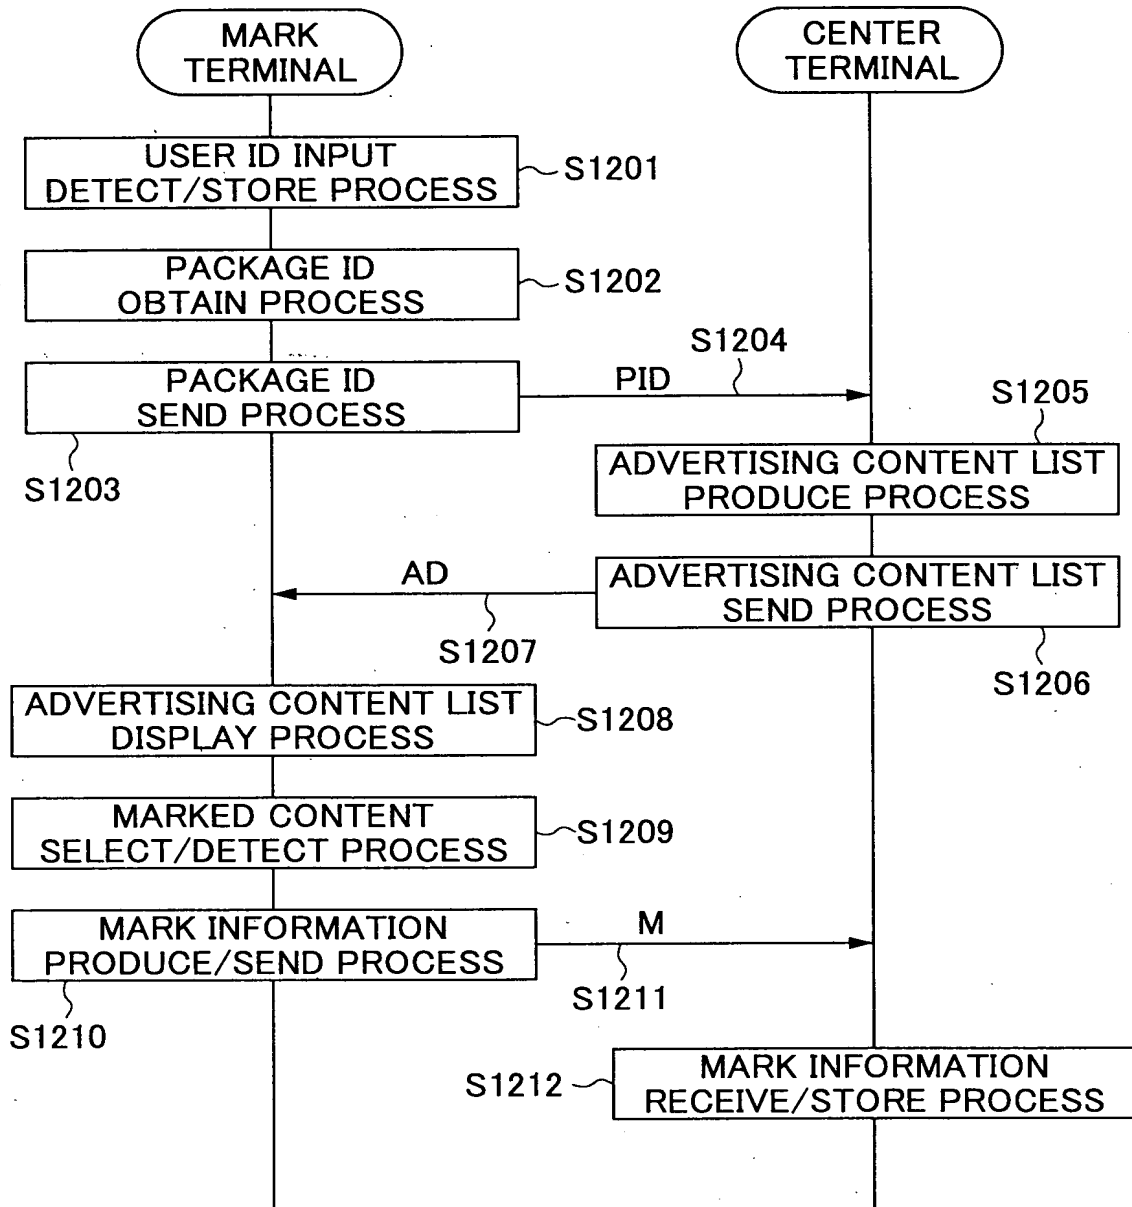 MARK
TERMINAL
CENTER
TERMINAL
USER ID INPUT
DETECT/STORE PROCESS
S1201
PACKAGE ID
OBTAIN PROCESS
S1202
PACKAGE ID
SEND PROCESS
S1203
PID
S1204
S1205
ADVERTISING CONTENT LIST
PRODUCE PROCESS
AD
S1207
ADVERTISING CONTENT LIST
SEND PROCESS
S1206
ADVERTISING CONTENT LIST
DISPLAY PROCESS
S1208
MARKED CONTENT
SELECT/DETECT PROCESS
S1209
MARK INFORMATION
PRODUCE/SEND PROCESS
S1210
M
S1211
S1212
MARK INFORMATION
RECEIVE/STORE PROCESS